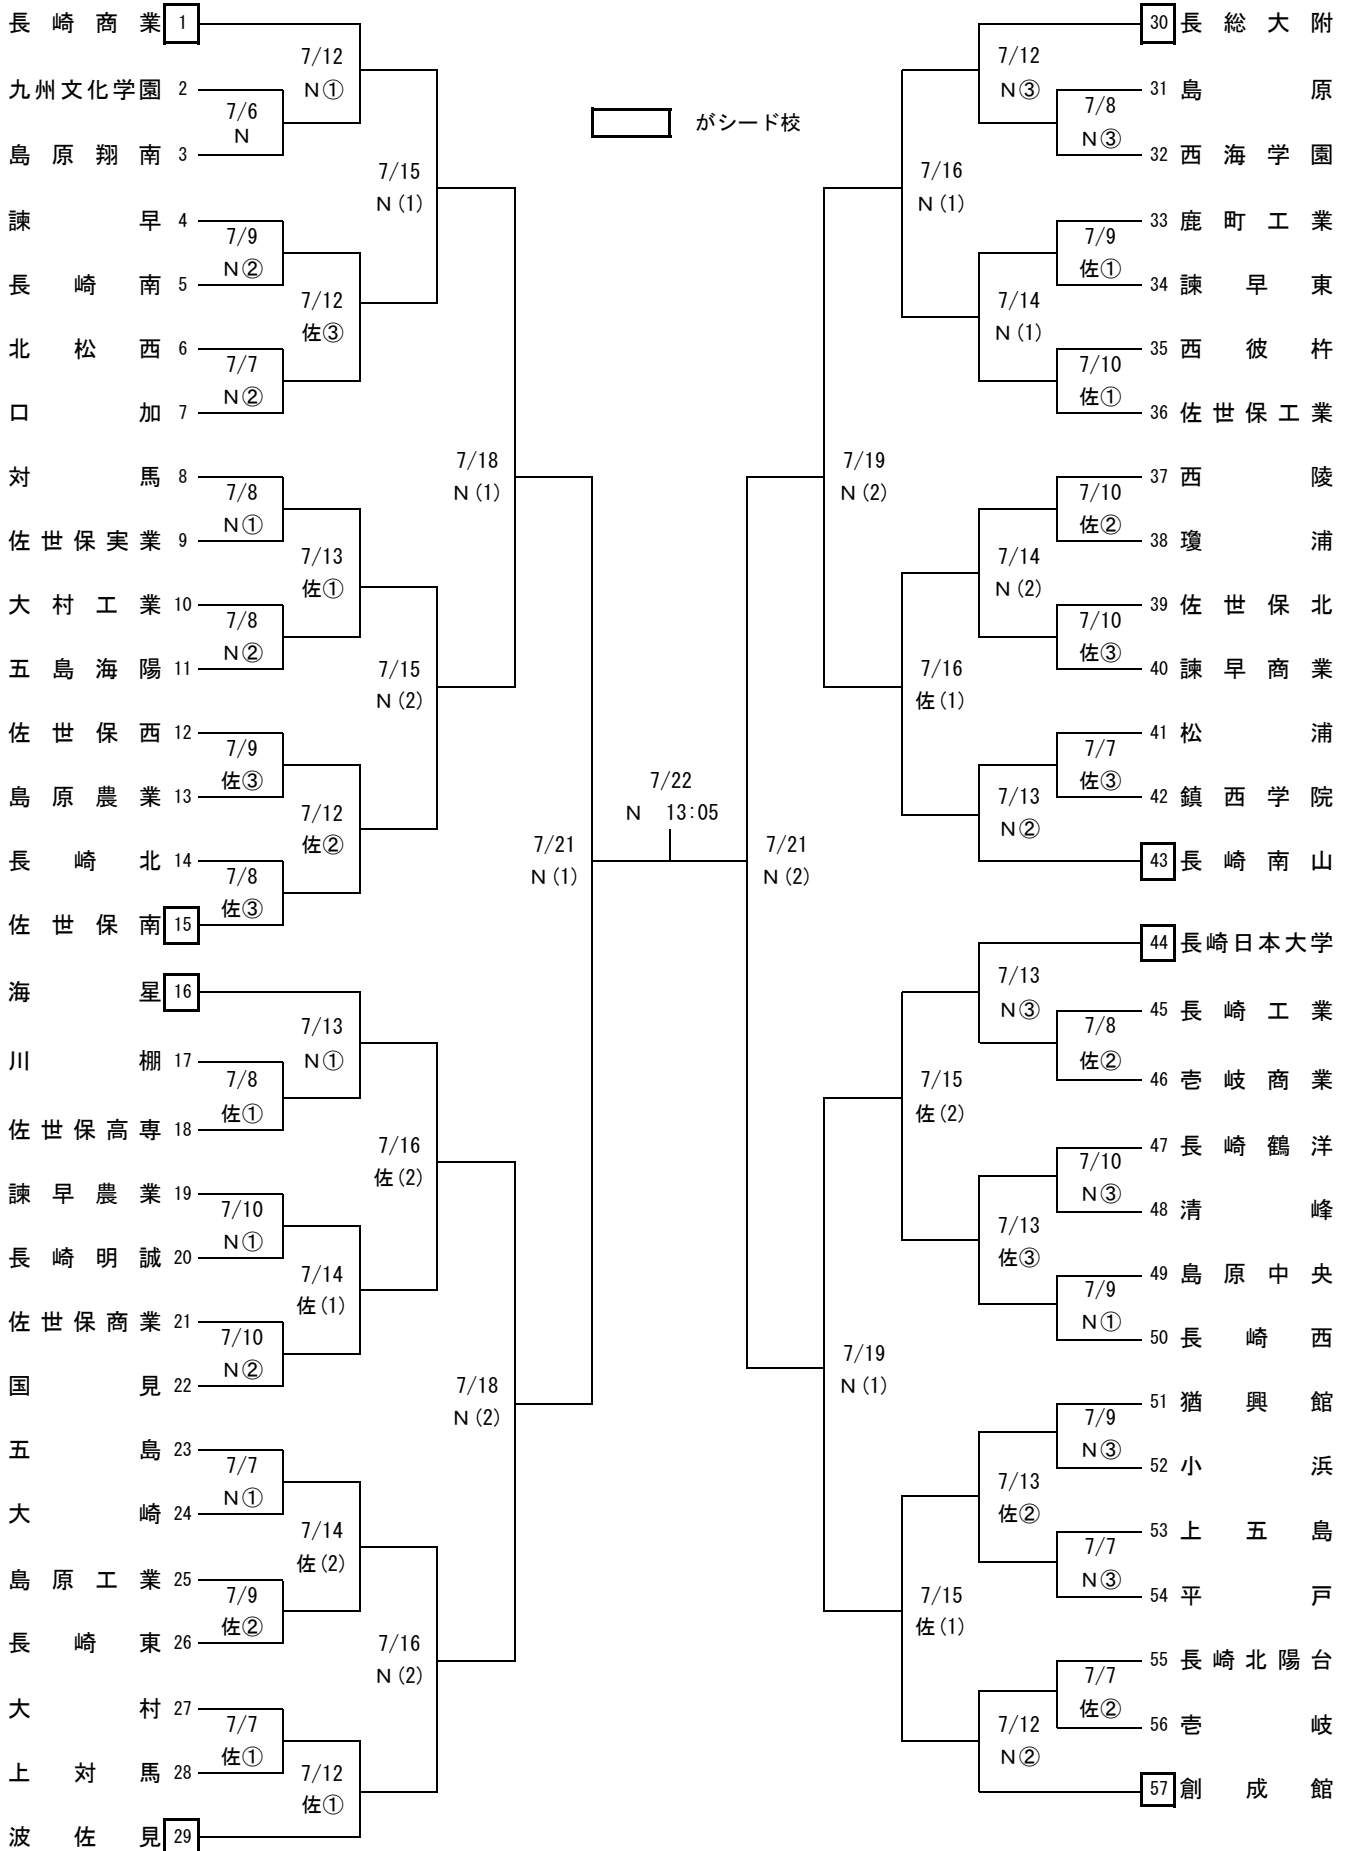 長崎商業 1
7/12
N①
九州文化学園 2
7/6
N
島原翔南 3
7/15
N(1)
諫早 4
7/9
N②
長崎南 5
7/12
佐③
北松西 6
7/7
N②
口加 7
7/18
N(1)
対馬 8
7/8
N①
佐世保実業 9
7/13
佐①
大村工業 10
7/8
N②
五島海陽 11
7/15
N(2)
佐世保西 12
7/9
佐③
島原農業 13
7/12
佐②
長崎北 14
7/8
佐③
佐世保南 15
7/21
N(1)
海星 16
7/13
N①
川棚 17
7/8
佐①
佐世保高専 18
7/16
佐(2)
諫早農業 19
7/10
N①
長崎明誠 20
7/14
佐(1)
佐世保商業 21
7/10
N②
国見 22
7/18
N(2)
五島 23
7/7
N①
大崎 24
7/14
佐(2)
島原工業 25
7/9
佐②
長崎東 26
7/16
N(2)
大村 27
7/7
佐①
上対馬 28
7/12
佐①
波佐見 29
がシード校
7/22
N 13:05
30 長総大附
7/12
N③
31 島原
7/8
N③
32 西海学園
7/16
N(1)
33 鹿町工業
7/9
佐①
34 諫早東
7/14
N(1)
35 西彼杵
7/10
佐①
36 佐世保工業
7/19
N(2)
37 西陵
7/10
佐②
38 瓊浦
7/14
N(2)
39 佐世保北
7/10
佐③
40 諫早商業
7/16
佐(1)
41 松浦
7/7
佐③
42 鎮西学院
7/13
N②
43 長崎南山
7/21
N(2)
44 長崎日本大学
7/13
N③
45 長崎工業
7/8
佐②
46 壱岐商業
7/15
佐(2)
47 長崎鶴洋
7/10
N③
48 清峰
7/13
佐③
49 島原中央
7/9
N①
50 長崎西
7/19
N(1)
51 猶興館
7/9
N③
52 小浜
7/13
佐②
53 上五島
7/7
N③
54 平戸
7/15
佐(1)
55 長崎北陽台
7/7
佐②
56 壱岐
7/12
N②
57 創成館